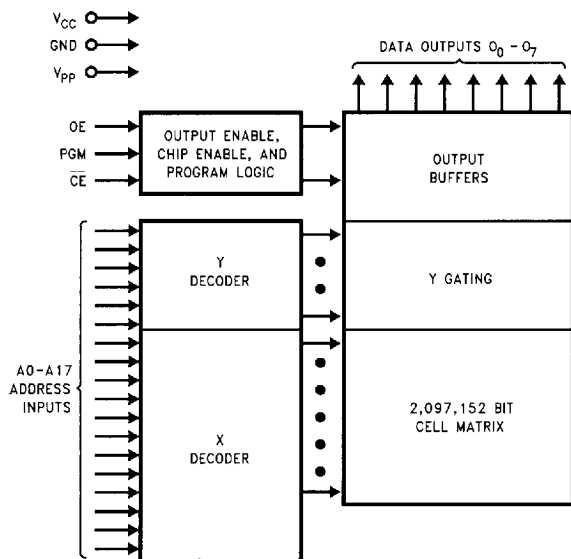 V_CC
GND
V_PP
DATA OUTPUTS O_0 - O_7
OE
PGM
C̅E̅
OUTPUT ENABLE,
CHIP ENABLE, AND
PROGRAM LOGIC
OUTPUT
BUFFERS
Y
DECODER
Y GATING
A0-A17
ADDRESS
INPUTS
X
DECODER
2,097,152 BIT
CELL MATRIX